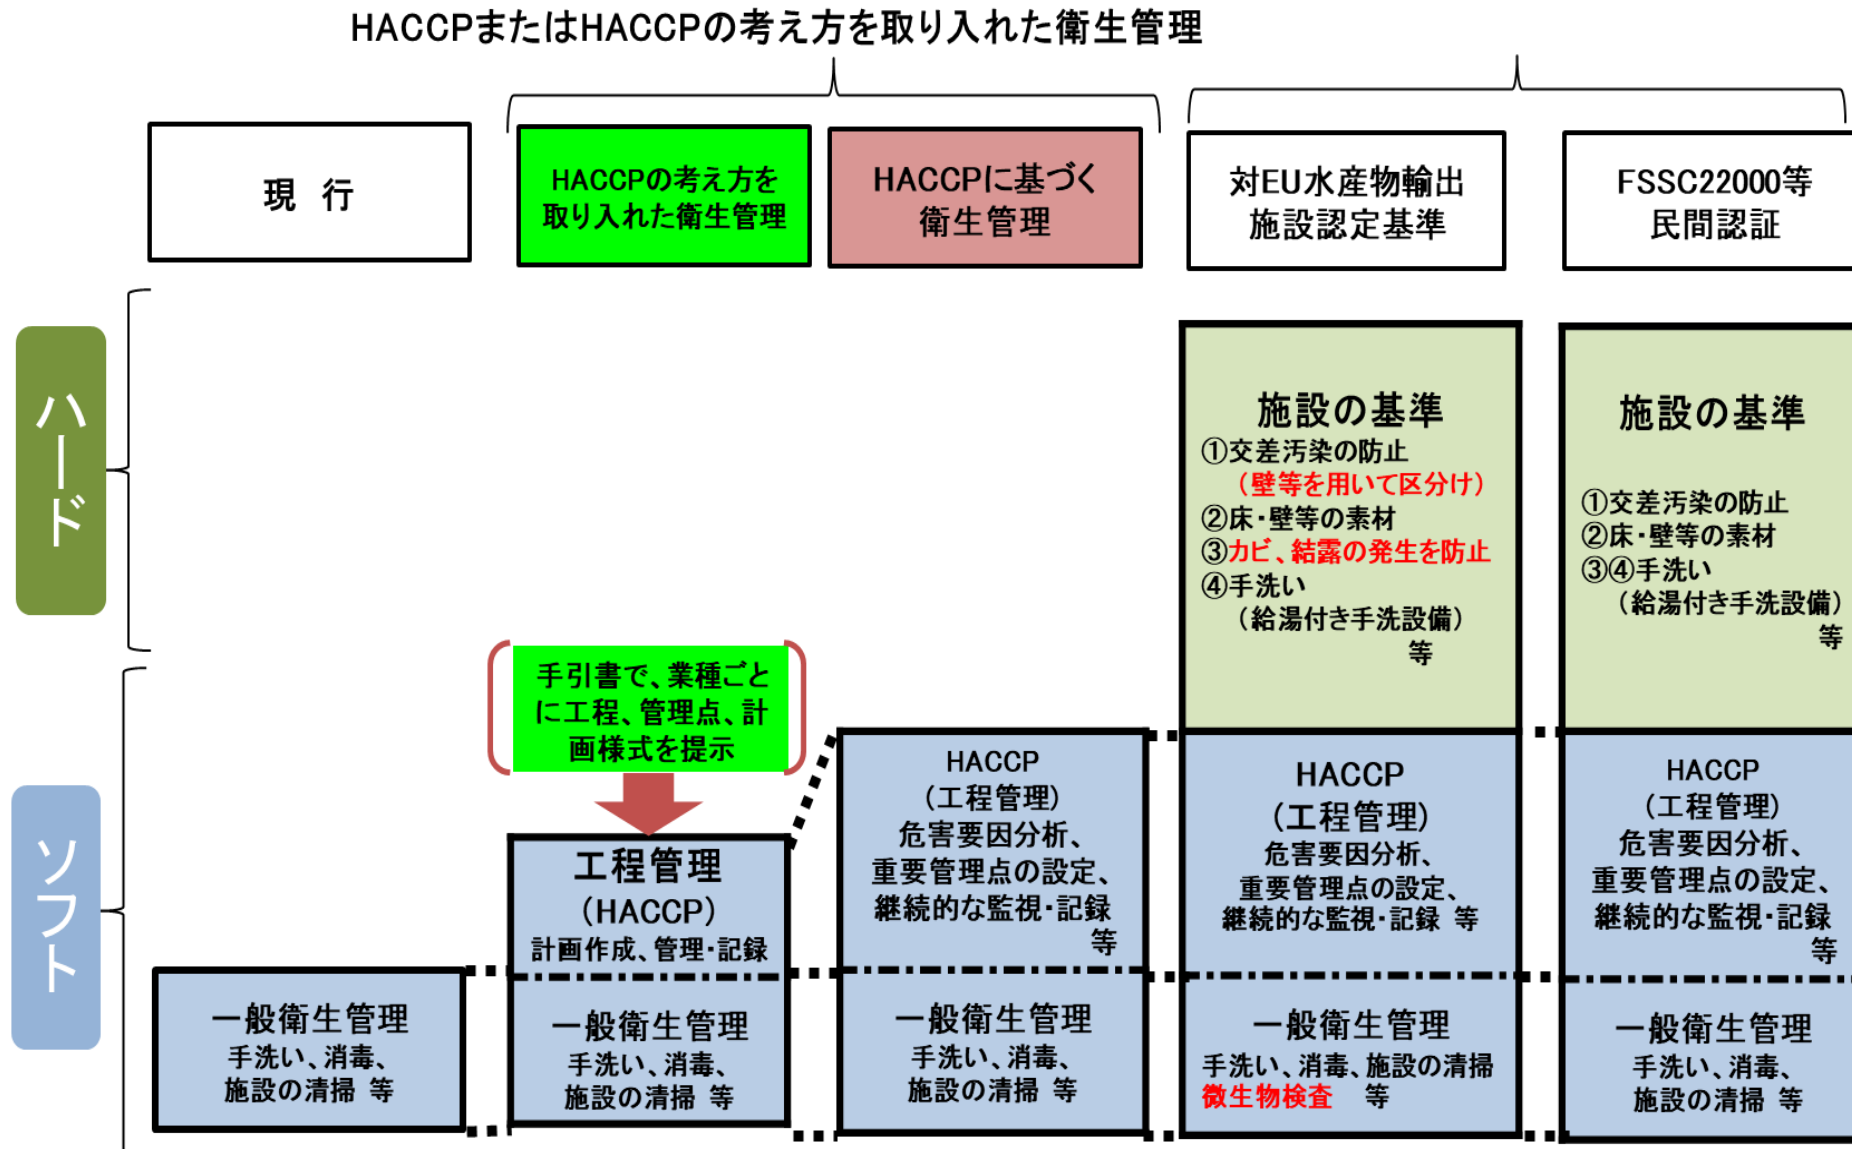 HACCPまたはHACCPの考え方を取り入れた衛生管理
現 行
HACCPの考え方を
取り入れた衛生管理
HACCPに基づく
衛生管理
対EU水産物輸出
施設認定基準
FSSC22000等
民間認証
ハード
施設の基準
①交差汚染の防止
（壁等を用いて区分け）
②床・壁等の素材
③カビ、結露の発生を防止
④手洗い
（給湯付き手洗設備）
等
施設の基準
①交差汚染の防止
②床・壁等の素材
③④手洗い
（給湯付き手洗設備）
等
ソフト
一般衛生管理
手洗い、消毒、
施設の清掃 等
手引書で、業種ごと
に工程、管理点、計
画様式を提示
工程管理
（HACCP）
計画作成、管理・記録
一般衛生管理
手洗い、消毒、
施設の清掃 等
HACCP
（工程管理）
危害要因分析、
重要管理点の設定、
継続的な監視・記録
等
一般衛生管理
手洗い、消毒、
施設の清掃 等
HACCP
（工程管理）
危害要因分析、
重要管理点の設定、
継続的な監視・記録 等
一般衛生管理
手洗い、消毒、施設の清掃
微生物検査 等
HACCP
（工程管理）
危害要因分析、
重要管理点の設定、
継続的な監視・記録
等
一般衛生管理
手洗い、消毒、
施設の清掃 等